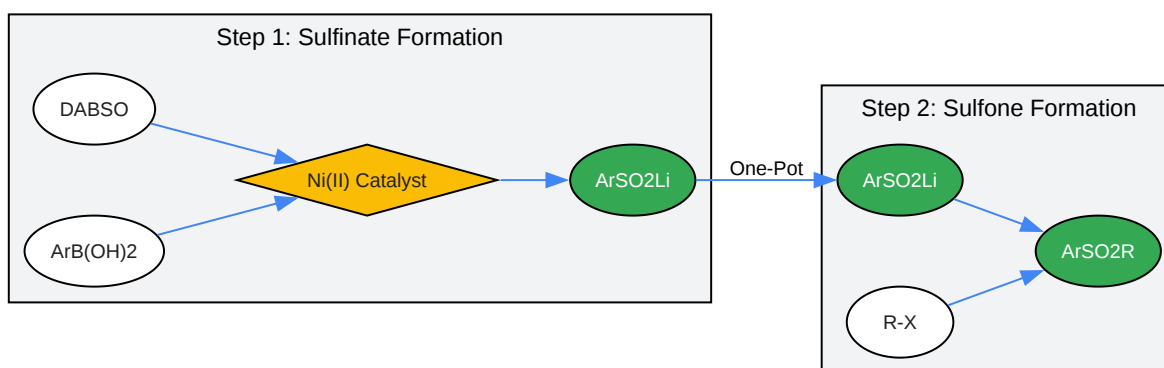 Step 1: Sulfinate Formation
DABSO
ArB(OH)2
Ni(II) Catalyst
ArSO2Li
One-Pot
Step 2: Sulfone Formation
ArSO2Li
R-X
ArSO2R